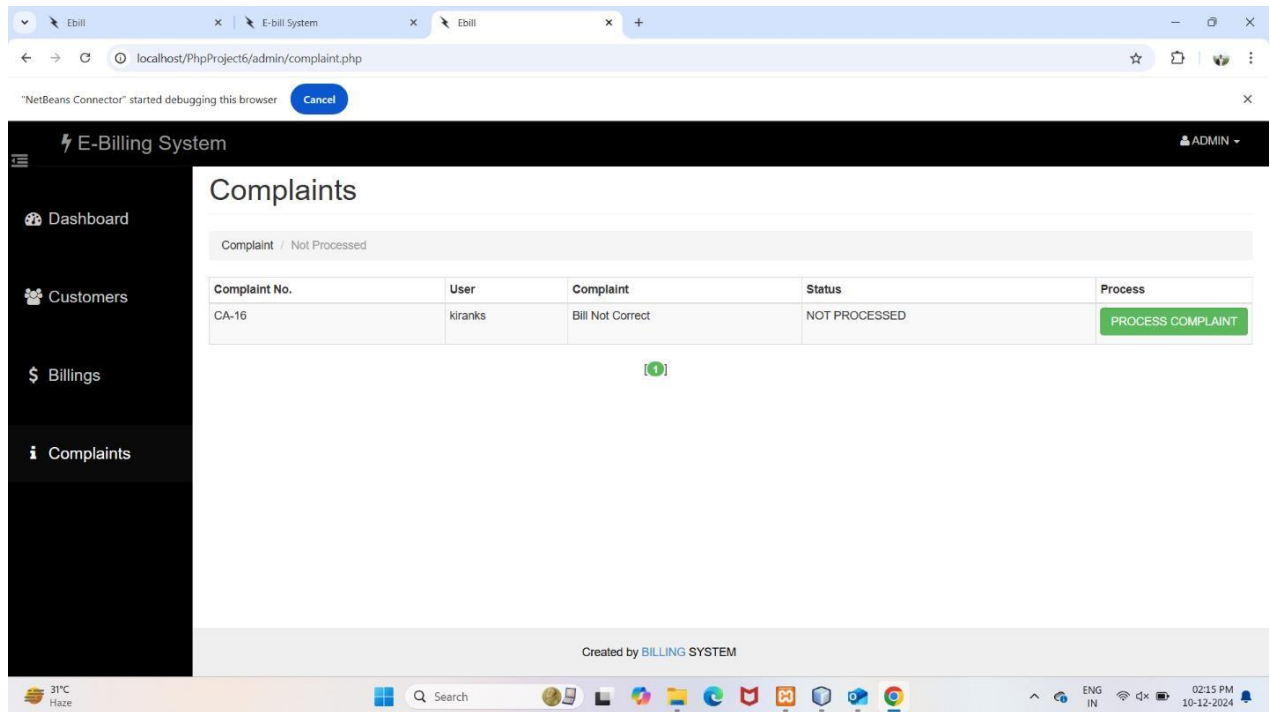 Ebill
E-bill System
Ebill
localhost/PhpProject6/admin/complaint.php
"NetBeans Connector" started debugging this browser Cancel
E-Billing System
ADMIN
Complaints
Dashboard
Complaint / Not Processed
Customers
Complaint No. User Complaint Status Process
CA-16 kiranks Bill Not Correct NOT PROCESSED PROCESS COMPLAINT
[1]
$ Billings
Complaints
Created by BILLING SYSTEM
31°C
Haze
Search
ENG
IN
02:15 PM
10-12-2024